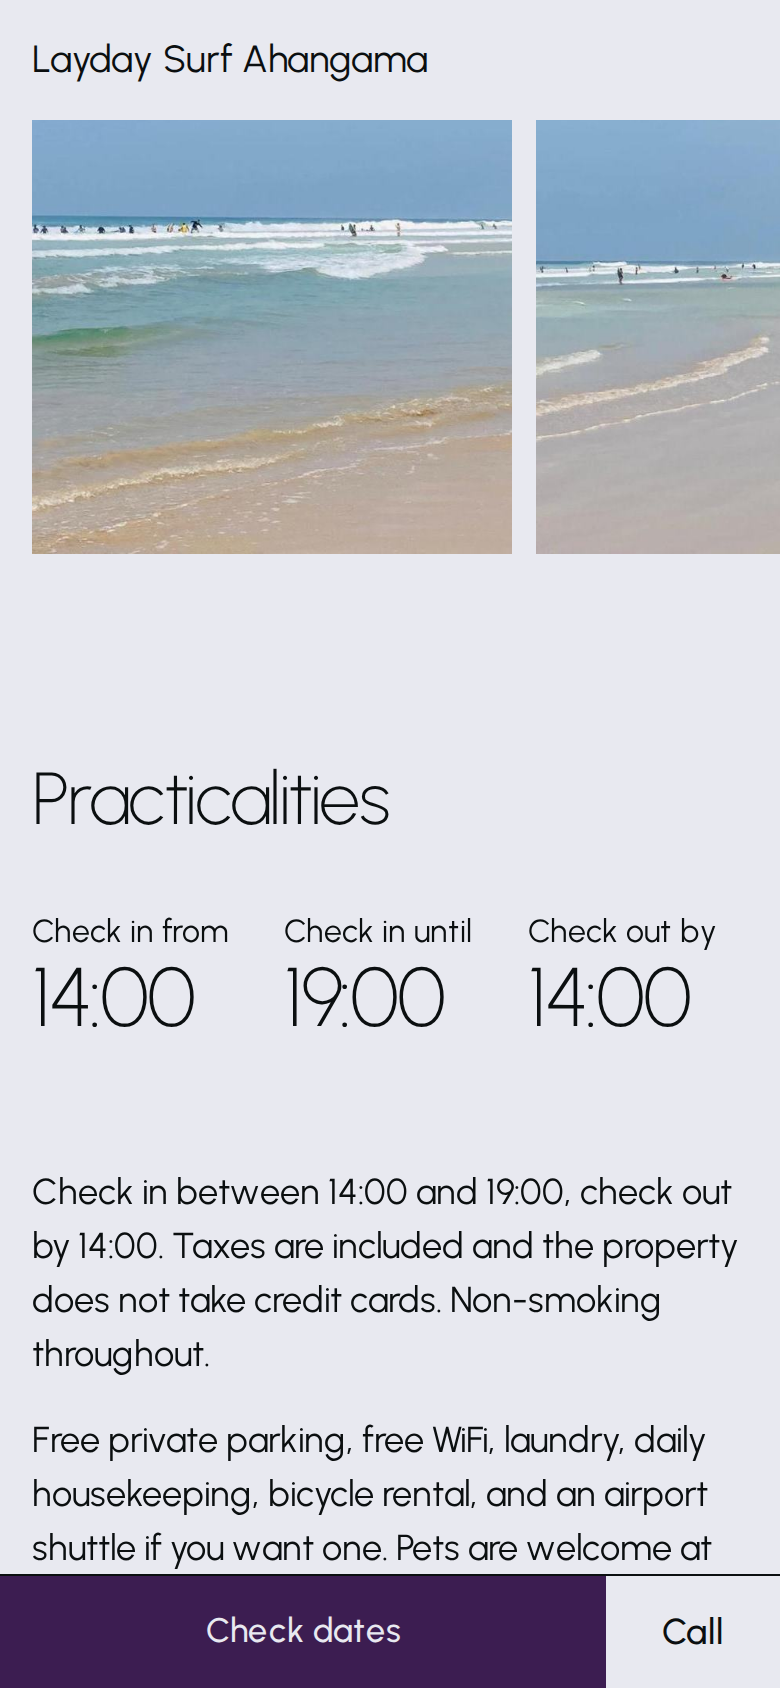 Layday Surf Ahangama
Practicalities
Check in from
14:00
Check in until
19:00
Check out by
14:00
Check in between 14:00 and 19:00, check out
by 14:00. Taxes are included and the property
does not take credit cards. Non-smoking
throughout.
Free private parking, free WiFi, laundry, daily
housekeeping, bicycle rental, and an airport
shuttle if you want one. Pets are welcome at
Check dates
Call